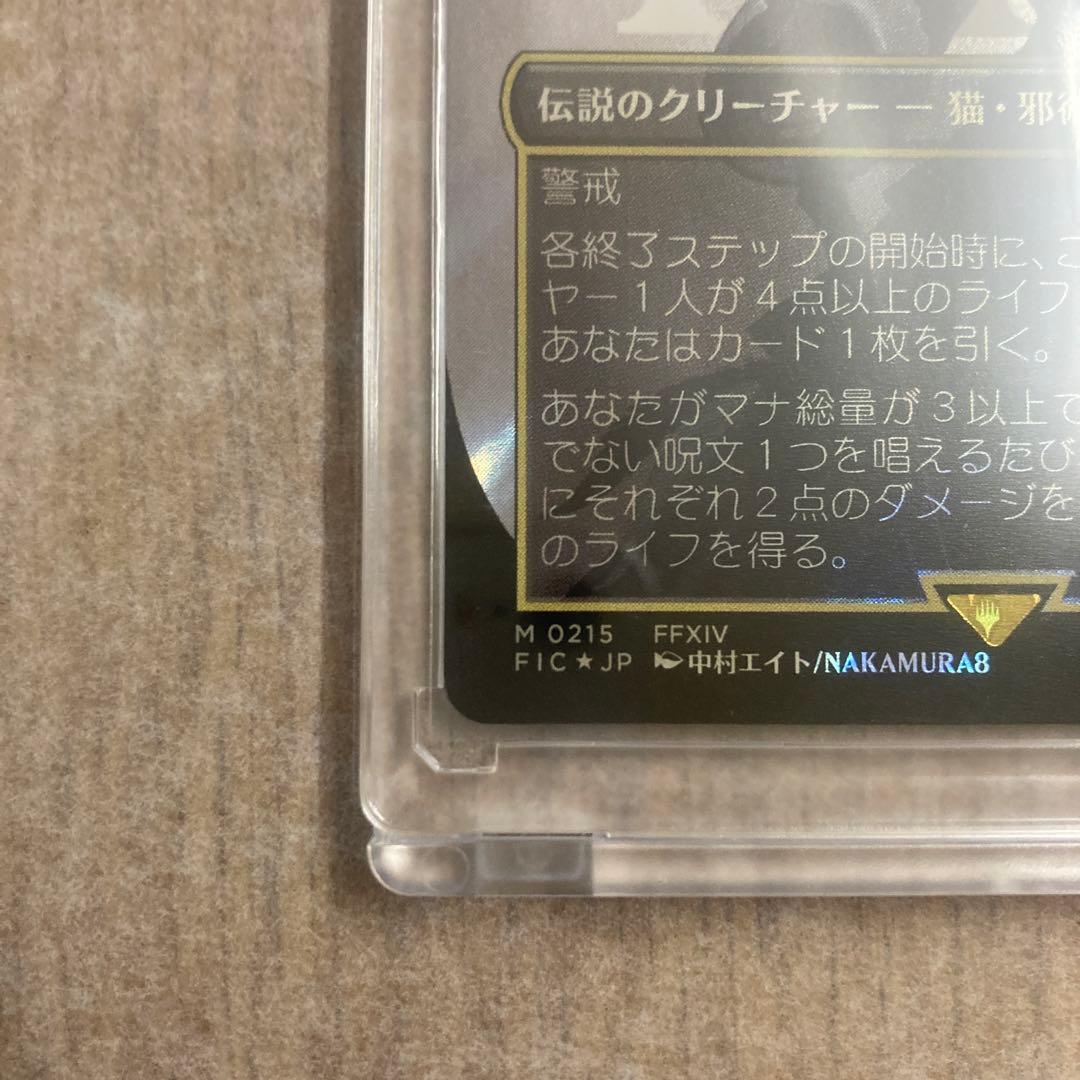 伝説のクリーチャー ― 猫・邪術
警戒
各終了ステップの開始時に、こ
ヤー1人が4点以上のライフ
あなたはカード1枚を引く。
あなたがマナ総量が3以上で
でない呪文1つを唱えるたび
にそれぞれ2点のダメージを
のライフを得る。
M 0215 FFXIV
FIC★JP 中村エイト/NAKAMURA8